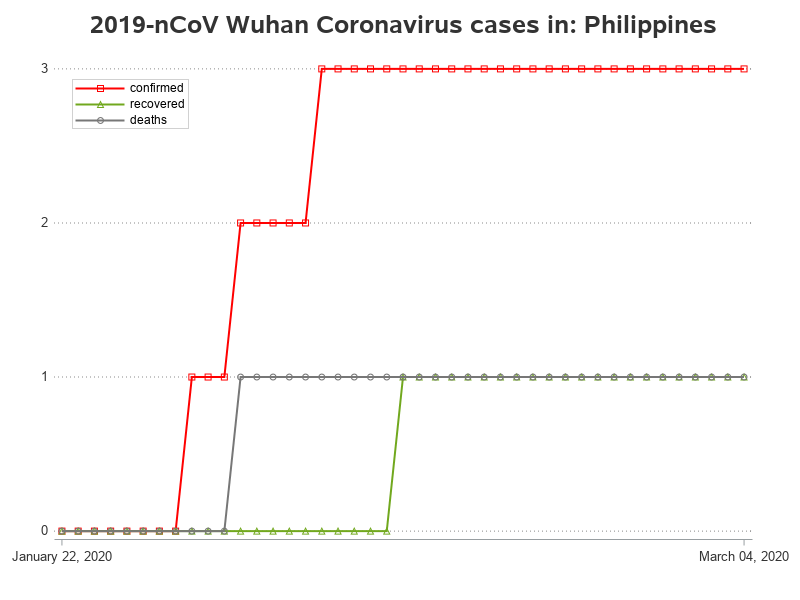 2019-nCoV Wuhan Coronavirus cases in: Philippines
3
confirmed
recovered
deaths
2
1
0
January 22, 2020
March 04, 2020